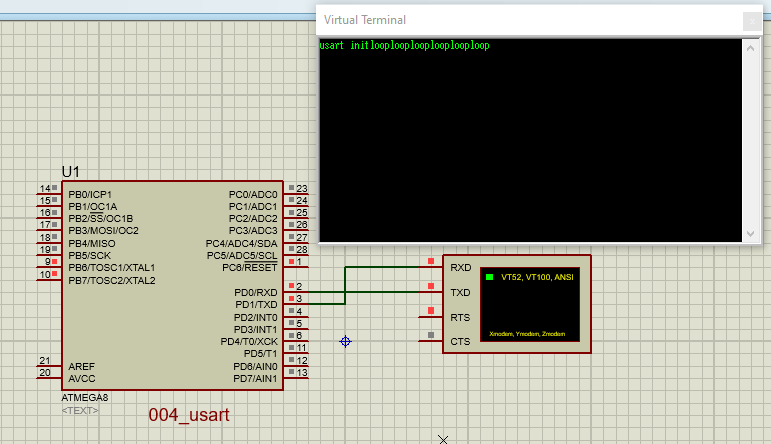 Virtual Terminal
x
usart initlooplooplooplooplooploop
U1
14 PB0/ICP1 PC0/ADC0 23
15 PB1/OC1A PC1/ADC1 24
16 PB2/SS/OC1B PC2/ADC2 25
17 PB3/MOSI/OC2 PC3/ADC3 26
18 PB4/MISO PC4/ADC4/SDA 27
19 PB5/SCK PC5/ADC5/SCL 28
9 PB6/TOSC1/XTAL1 PC6/RESET 1
10 PB7/TOSC2/XTAL2
PD0/RXD 2
PD1/TXD 3
PD2/INT0 4
PD3/INT1 5
PD4/T0/XCK 6
PD5/T1 11
21 AREF PD6/AIN0 12
20 AVCC PD7/AIN1 13
ATMEGA8
<TEXT>
004_usart
RXD
TXD
RTS
CTS
VT52, VT100, ANSI
Xmodem, Ymodem, Zmodem